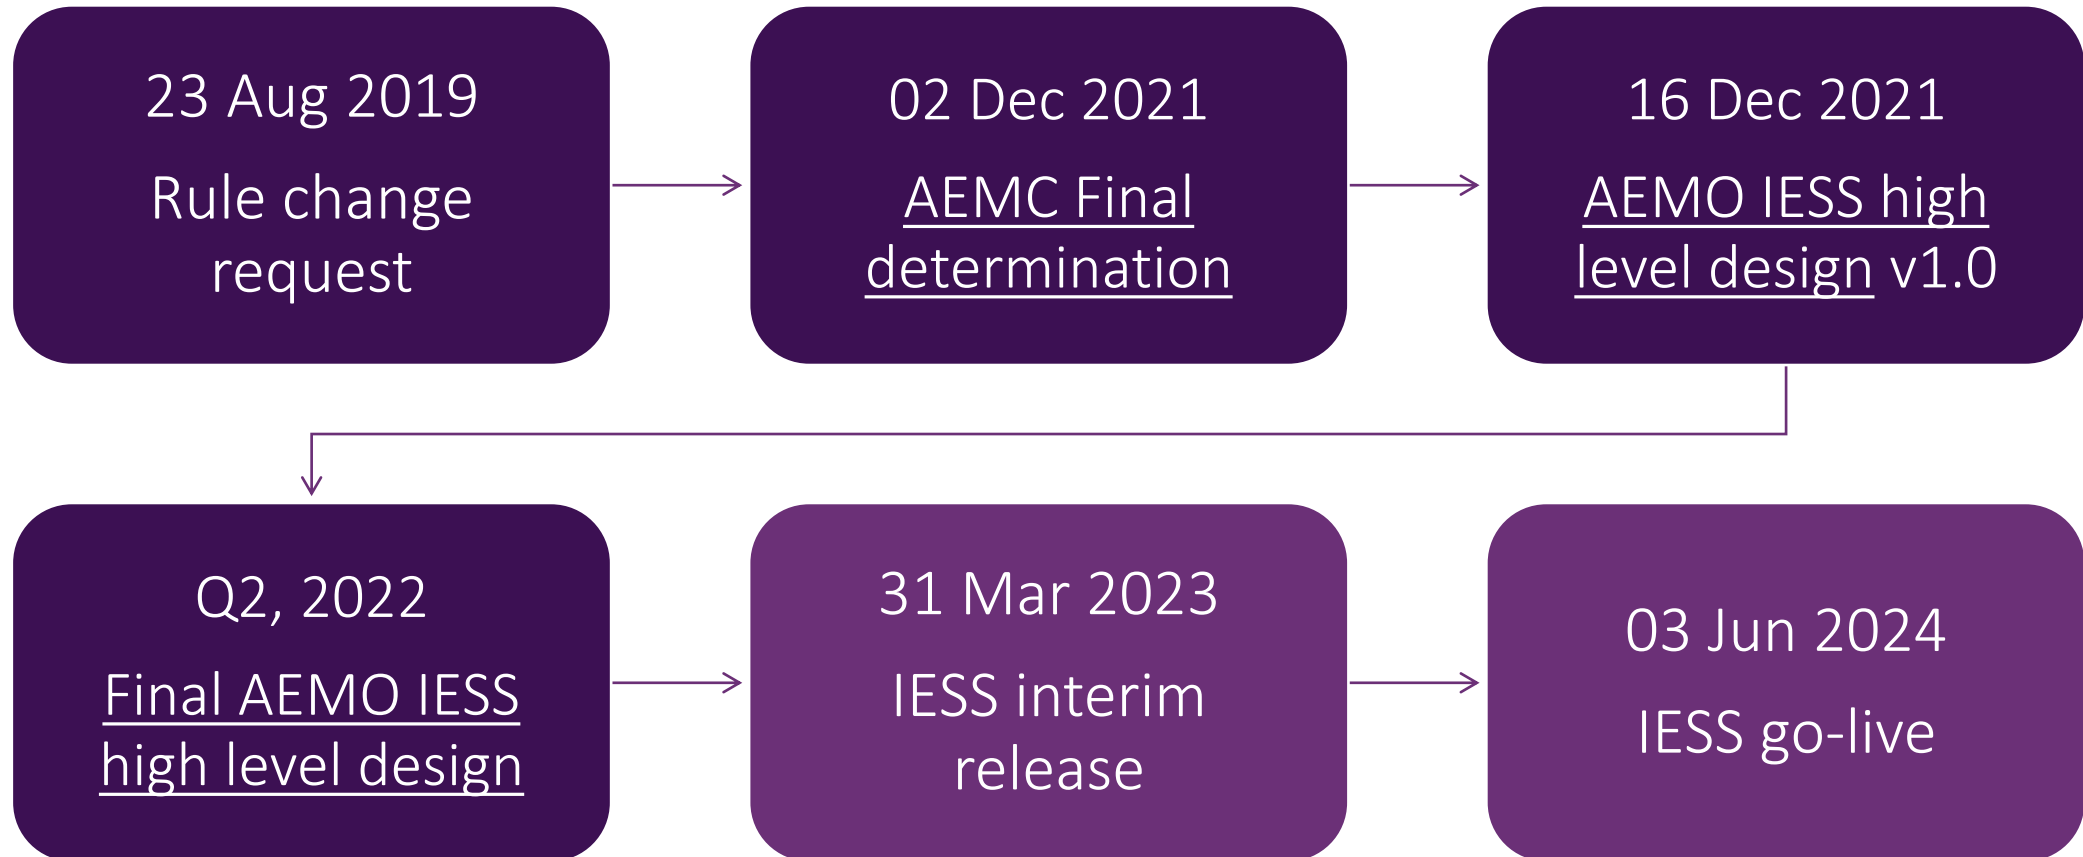 23 Aug 2019
Rule change
request
02 Dec 2021
AEMC Final
determination
16 Dec 2021
AEMO IESS high
level design v1.0
Q2, 2022
Final AEMO IESS
high level design
31 Mar 2023
IESS interim
release
03 Jun 2024
IESS go-live